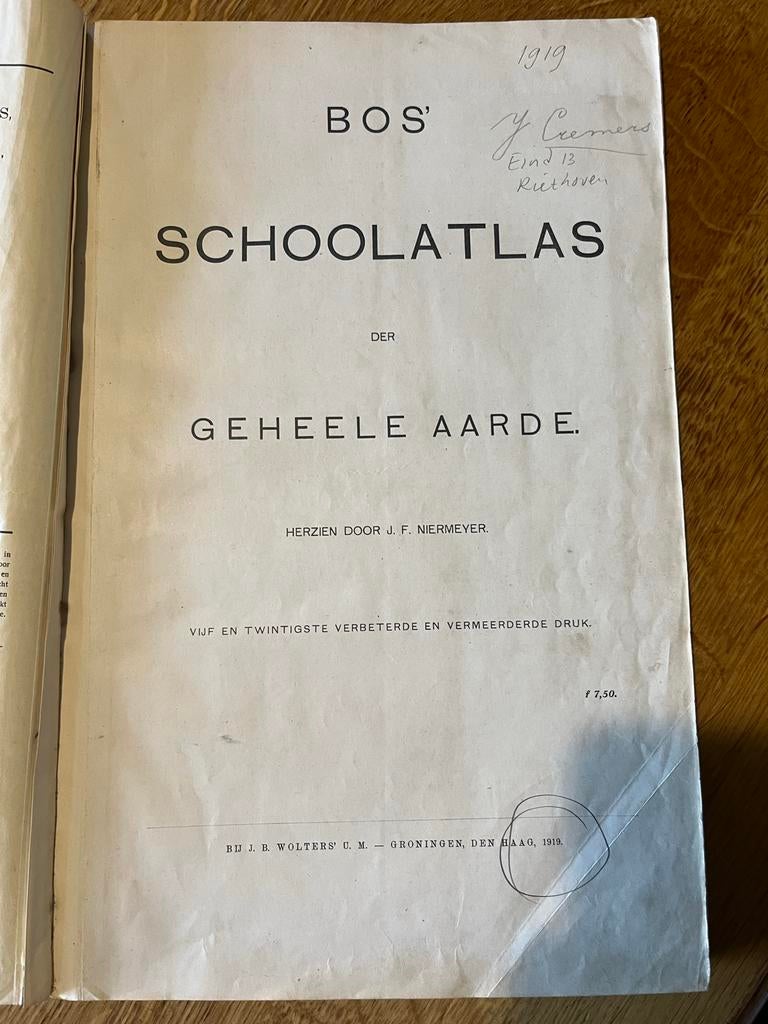 1919
BOS'
Y Cremers
Eind 13
Riethoven
SCHOOLATLAS
DER
GEHEELE AARDE.
HERZIEN DOOR J. F. NIERMEYER.
VIJF EN TWINTIGSTE VERBETERDE EN VERMEERDERDE DRUK.
f 7,50.
BIJ J. B. WOLTERS' U. M. — GRONINGEN, DEN HAAG, 1919.